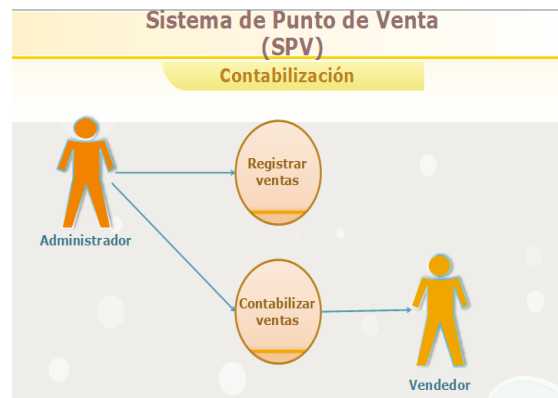 Sistema de Punto de Venta
(SPV)
Contabilización
Registrar
ventas
Administrador
Contabilizar
ventas
Vendedor